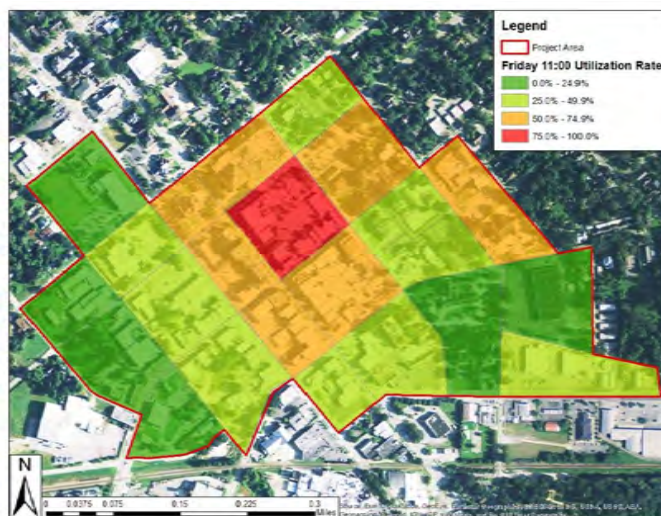 Legend
Project Area
Friday 11:00 Utilization Rate
0.0% - 24.9%
25.0% - 49.9%
50.0% - 74.9%
75.0% - 100.0%
N
0 0.0375 0.075 0.15 0.225 0.3
Miles